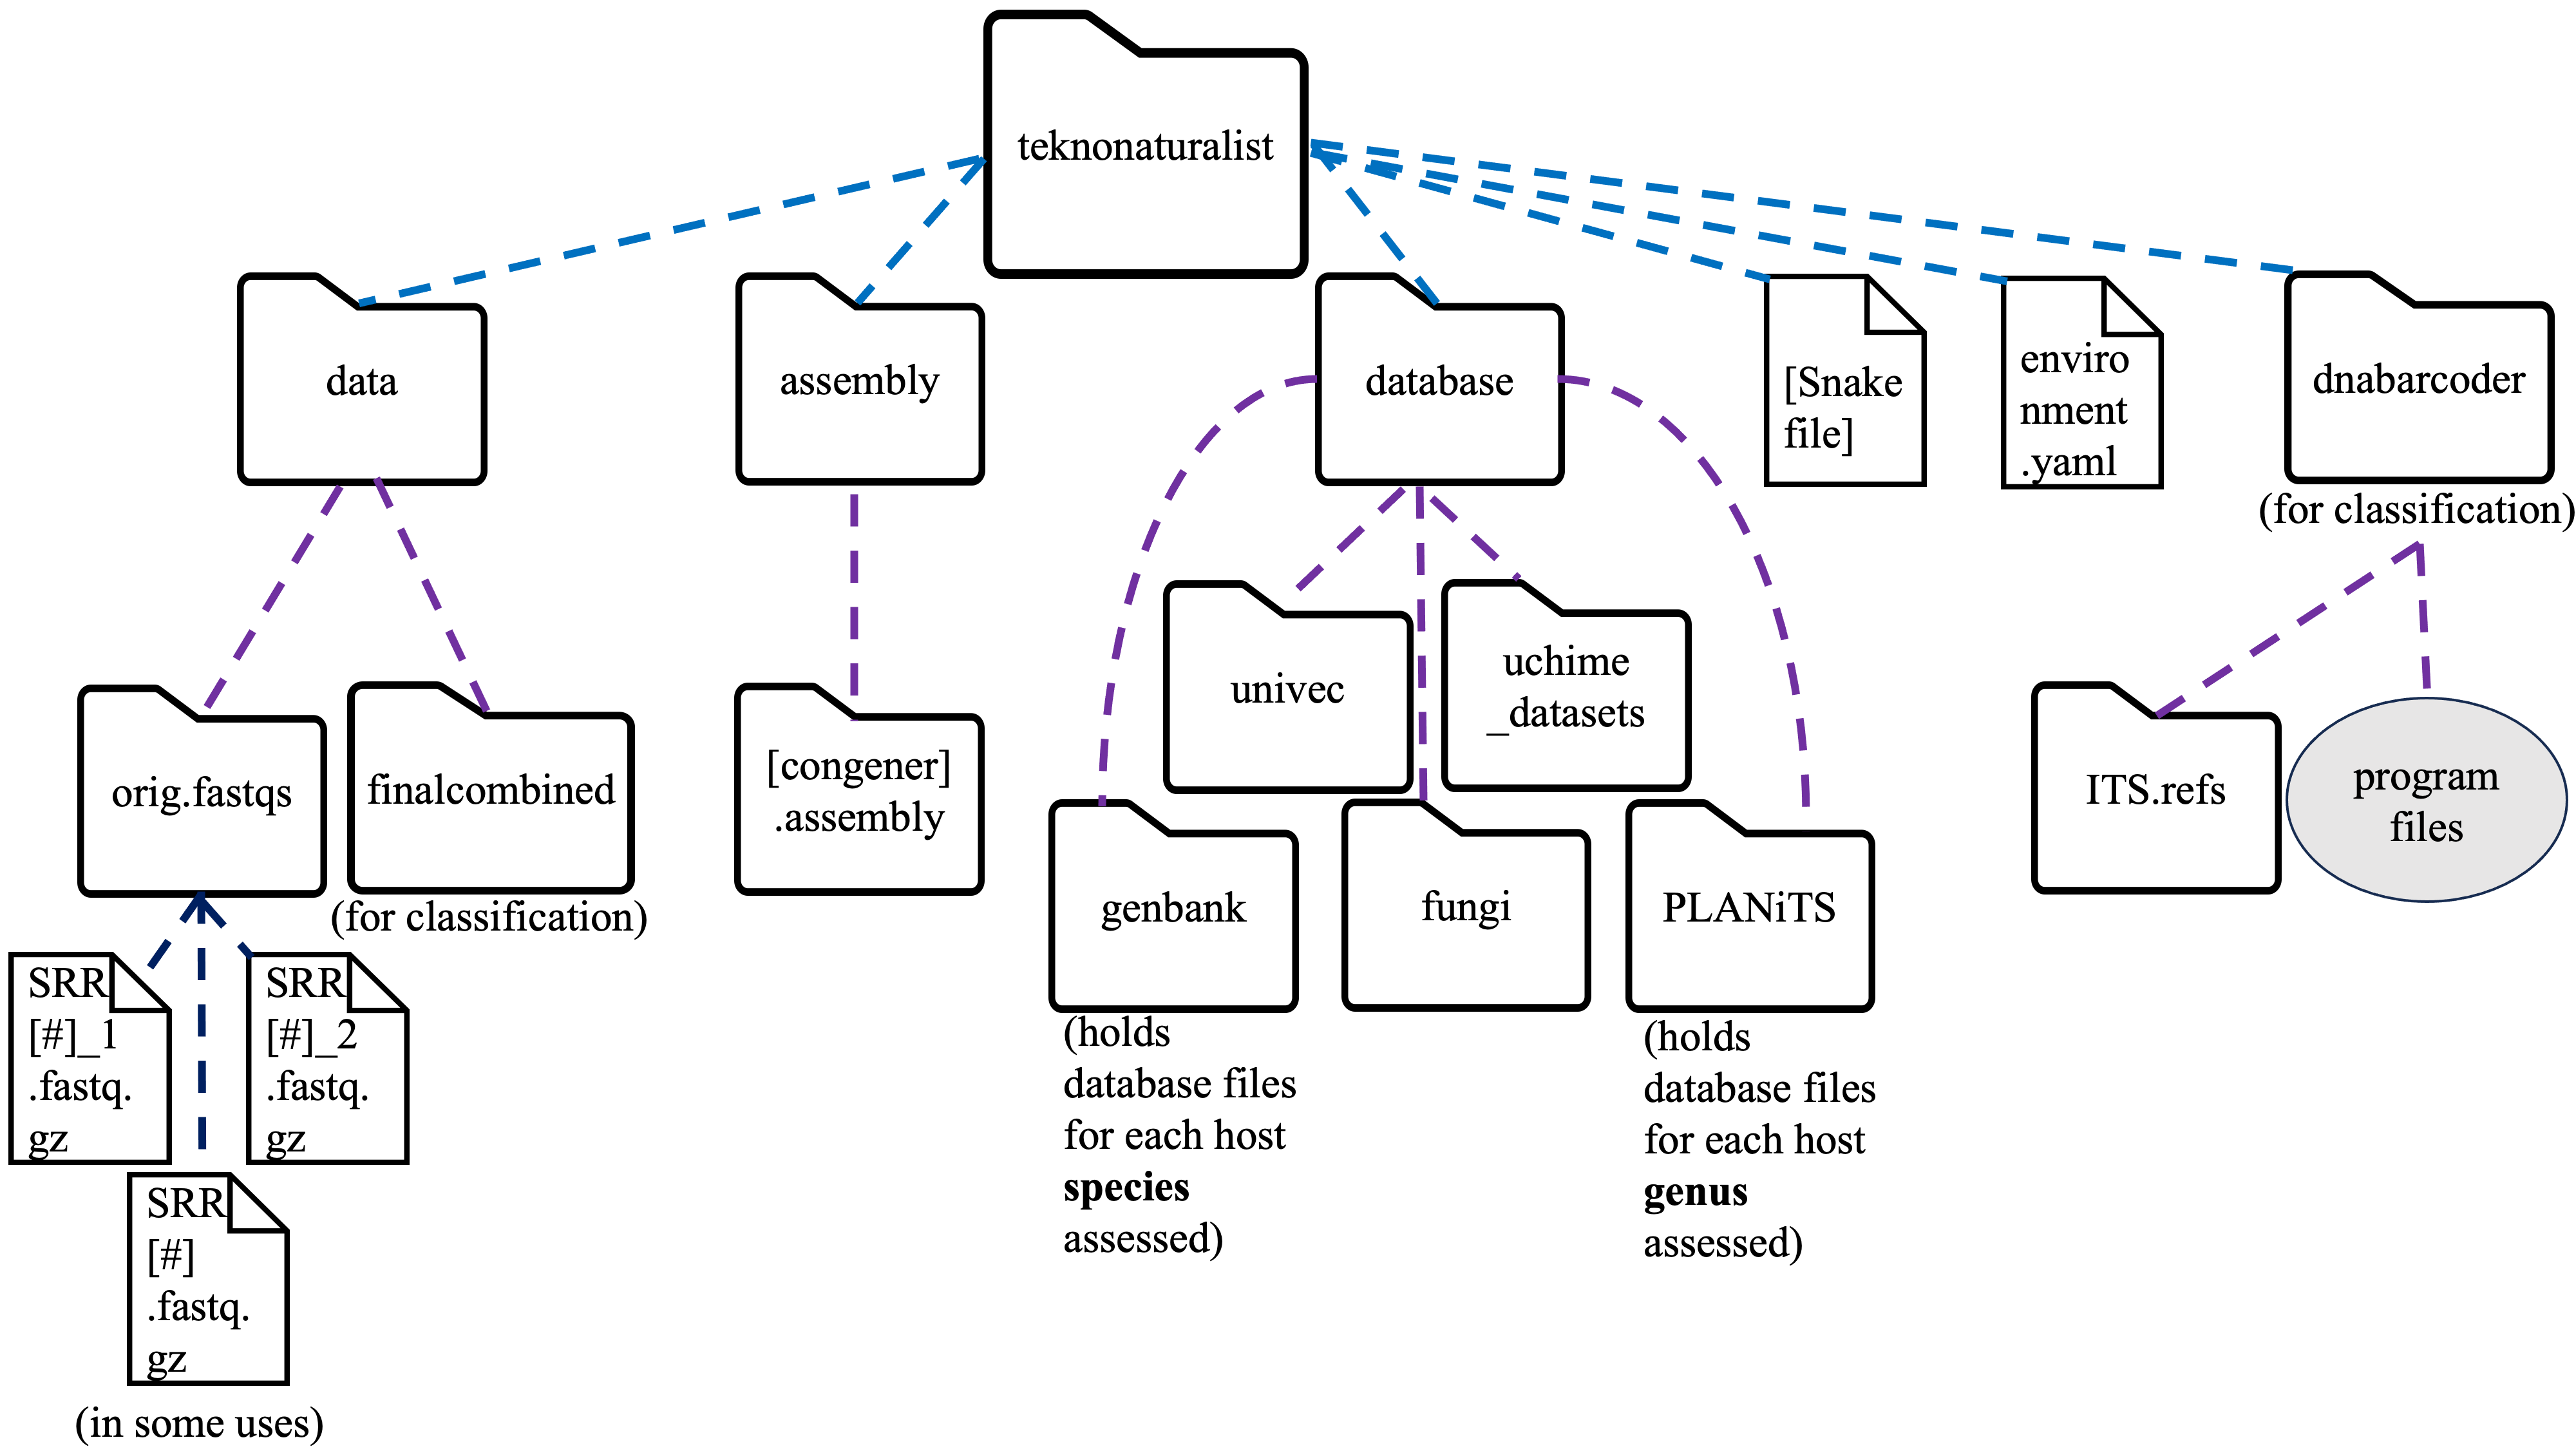 teknonaturalist
data
assembly
database
[Snake
file]
enviro
nment
.yaml
dnabarcoder
(for classification)
orig.fastqs
finalcombined
(for classification)
[congener]
.assembly
univec
uchime
_datasets
genbank
(holds
database files
for each host
species
assessed)
fungi
PLANiTS
(holds
database files
for each host
genus
assessed)
ITS.refs
program
files
SRR
[#]_1
.fastq.
gz
SRR
[#]_2
.fastq.
gz
SRR
[#]
.fastq.
gz
(in some uses)